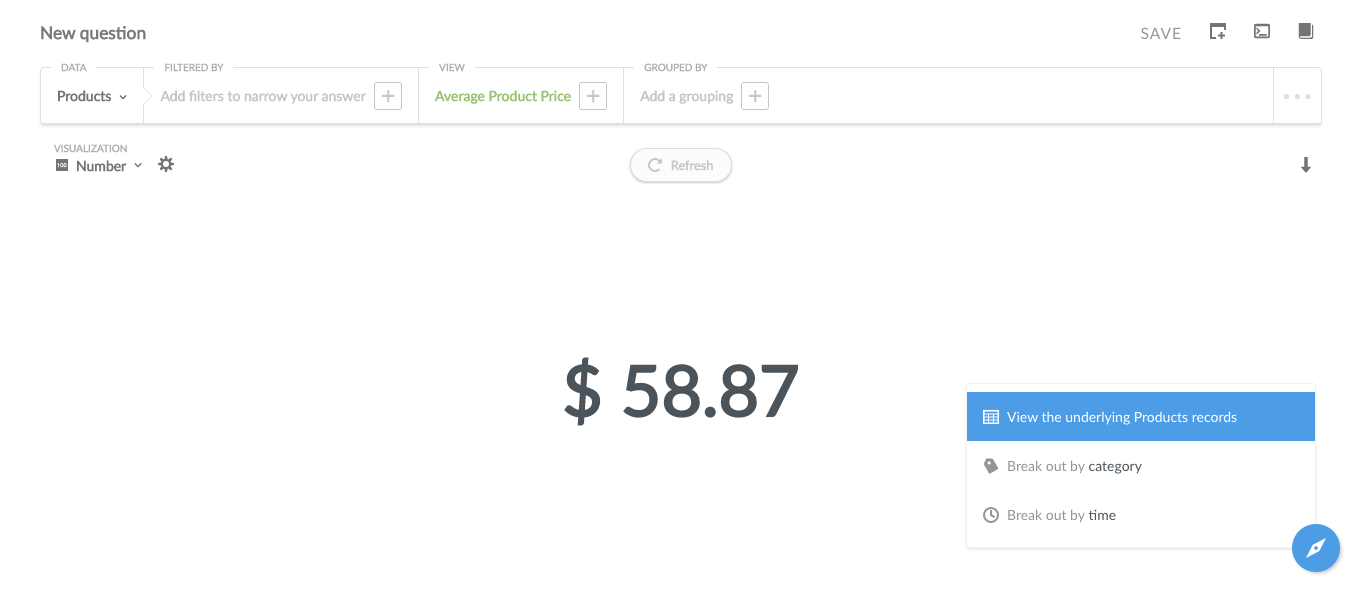 New question
SAVE
DATA
FILTERED BY
VIEW
GROUPED BY
Products
Add filters to narrow your answer
Average Product Price
Add a grouping
VISUALIZATION
100 Number
Refresh
$ 58.87
View the underlying Products records
Break out by category
Break out by time